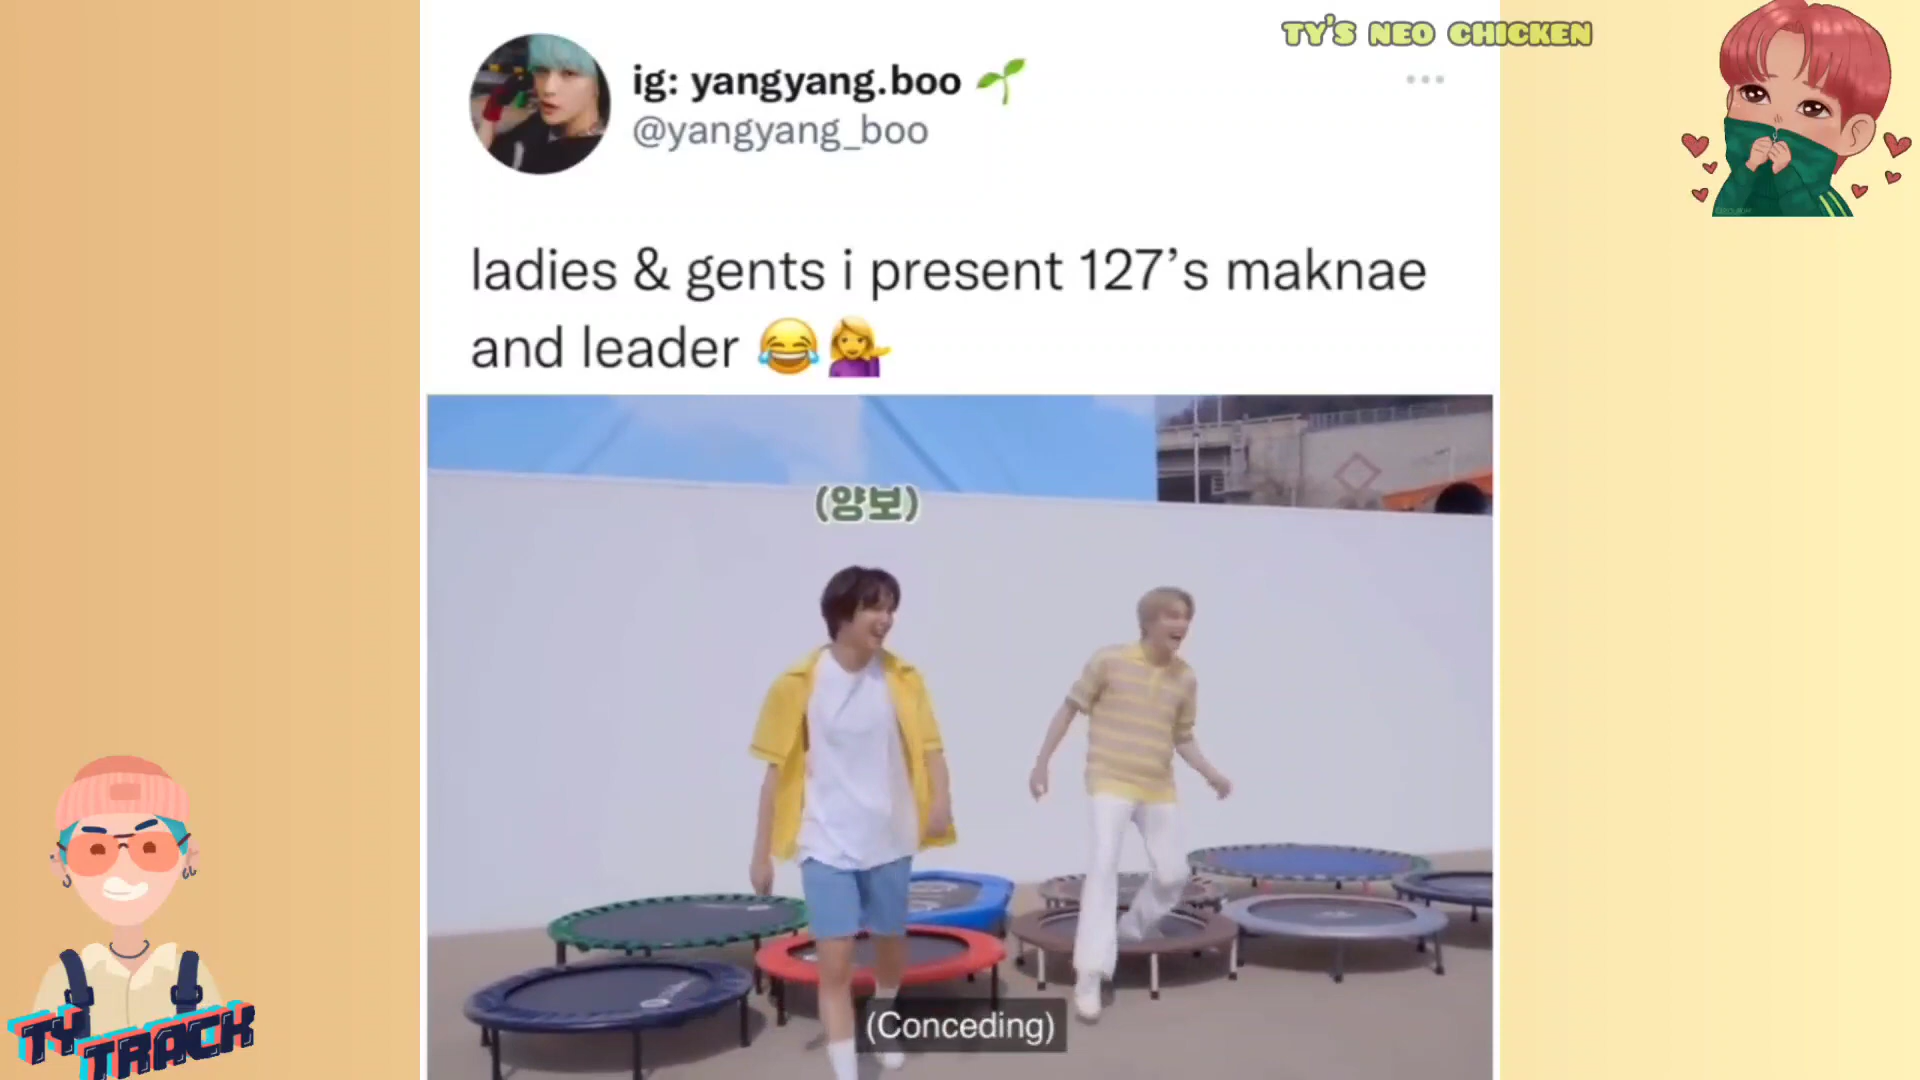 TY'S NEO CHICKEN
ig: yangyang.boo 🌱
@yangyang_boo
ladies & gents i present 127’s maknae
and leader 😂💁‍♀️
(양보)
(Conceding)
TY
TRACK